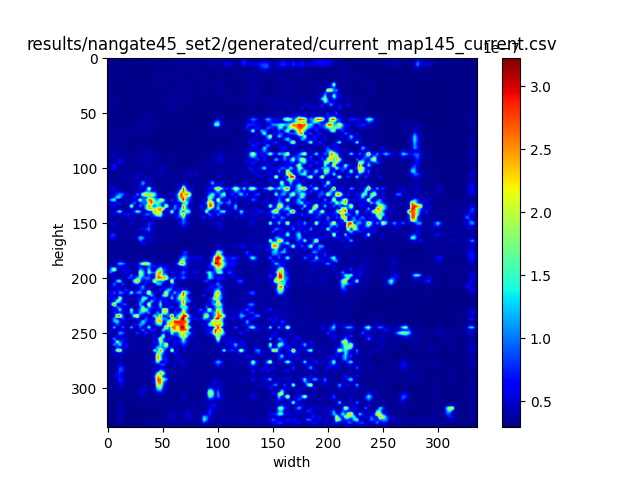 results/nangate45_set2/generated/current_map145_current.csv
1e−7
0
50
100
150
200
250
300
height
0 50 100 150 200 250 300
width
3.0
2.5
2.0
1.5
1.0
0.5